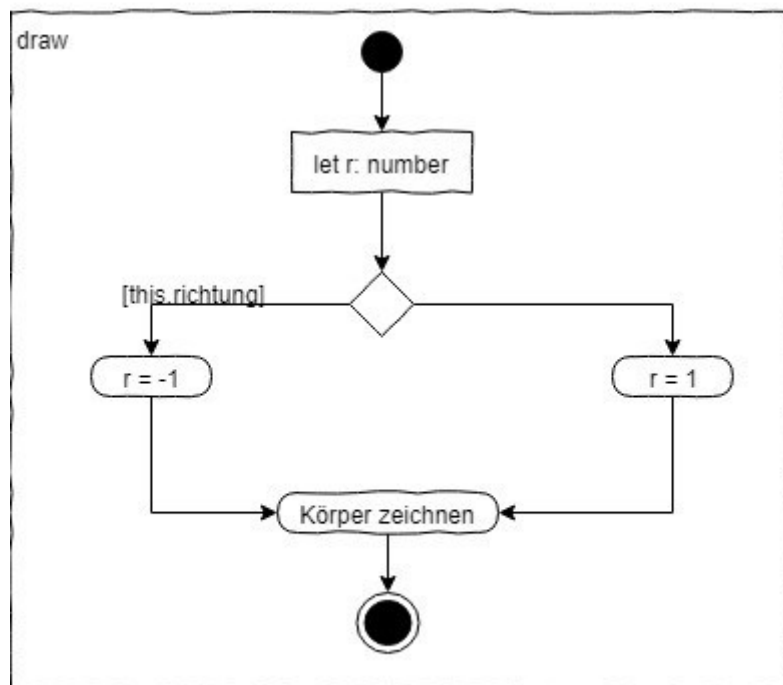 draw
let r: number
[this.richtung]
r = -1
r = 1
Körper zeichnen